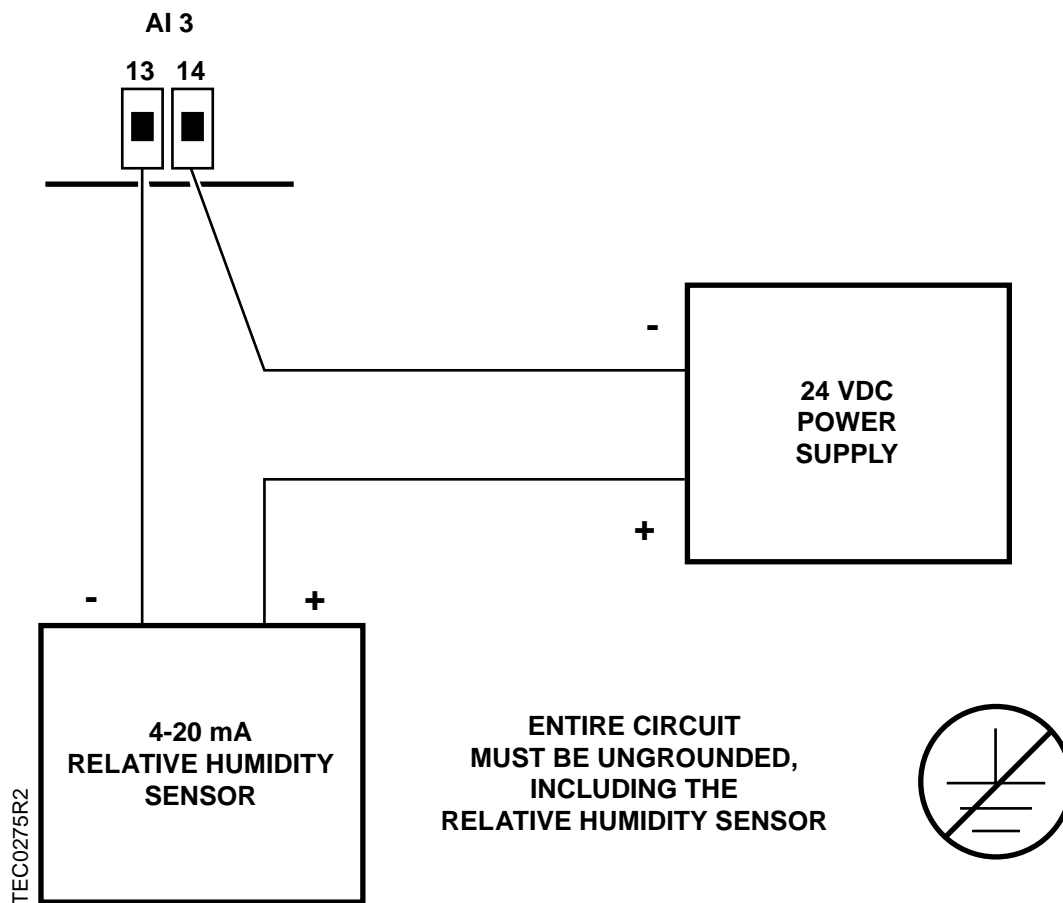 AI 3
13 14
-
24 VDC
POWER
SUPPLY
+
- +
4-20 mA
RELATIVE HUMIDITY
SENSOR
ENTIRE CIRCUIT
MUST BE UNGROUNDED,
INCLUDING THE
RELATIVE HUMIDITY SENSOR
TEC0275R2